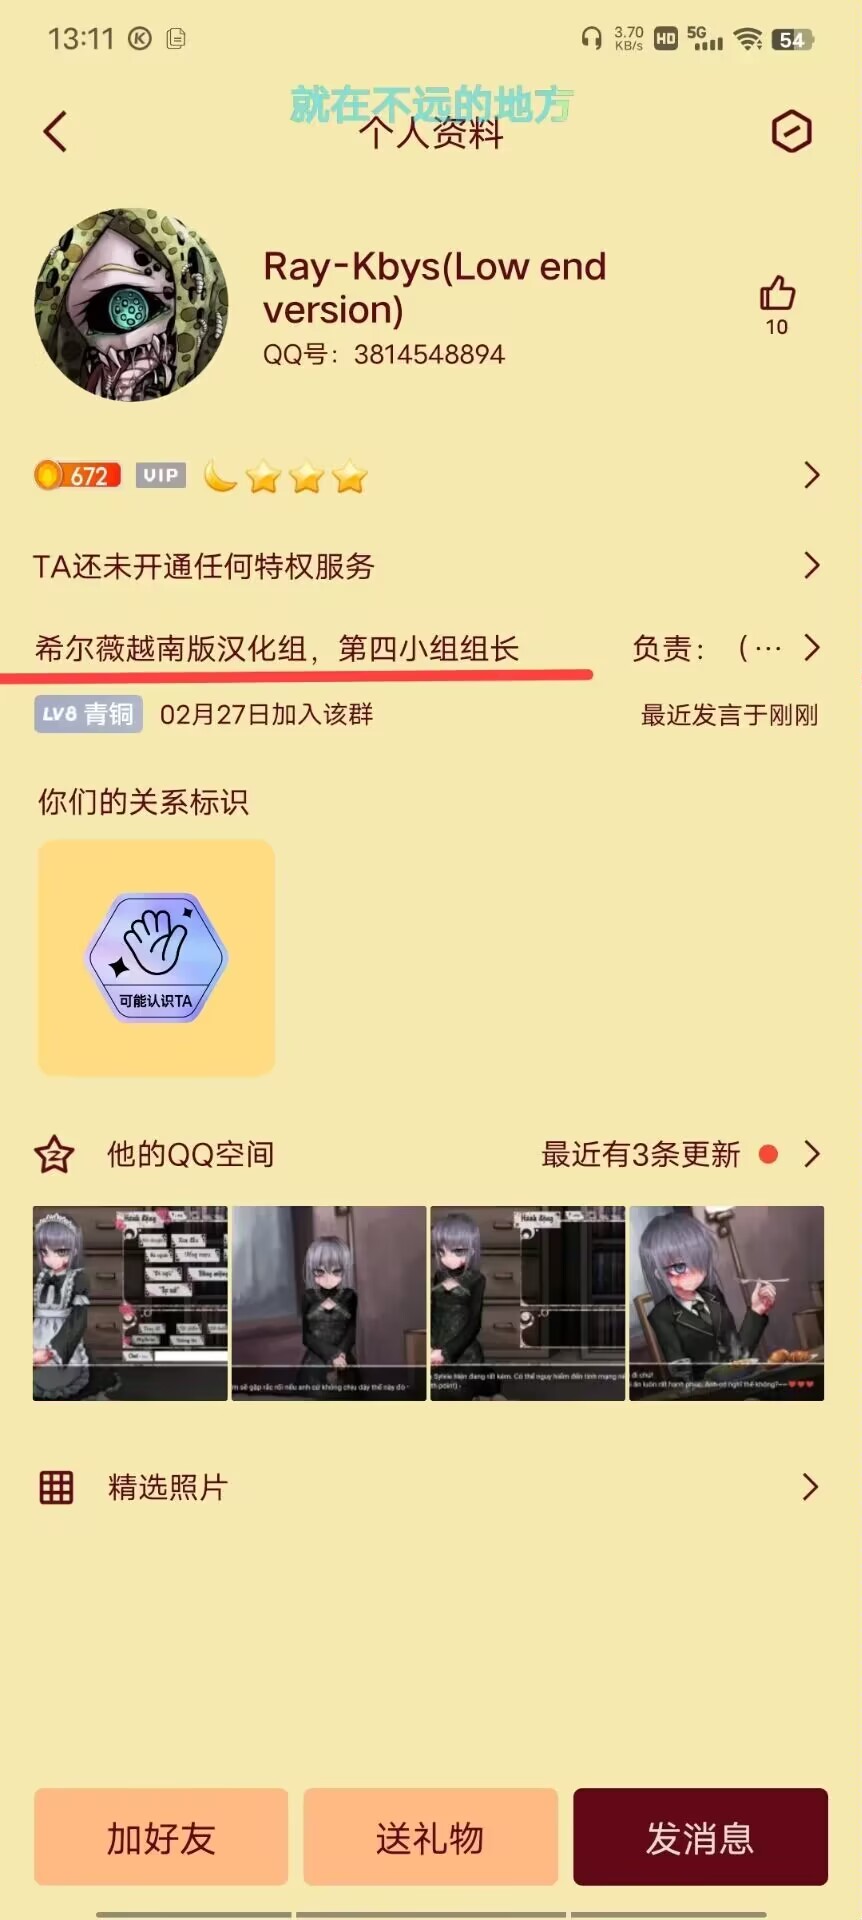 13:11
3.70
KB/s
HD
5G
54
就在不远的地方
个人资料
Ray-Kbys(Low end
version)
QQ号：3814548894
10
672
VIP
TA还未开通任何特权服务
希尔薇越南版汉化组，第四小组组长
负责：（…
LV8 青铜
02月27日加入该群
最近发言于刚刚
你们的关系标识
可能认识TA
他的QQ空间
最近有3条更新
Hành động
Hành động
精选照片
加好友
送礼物
发消息